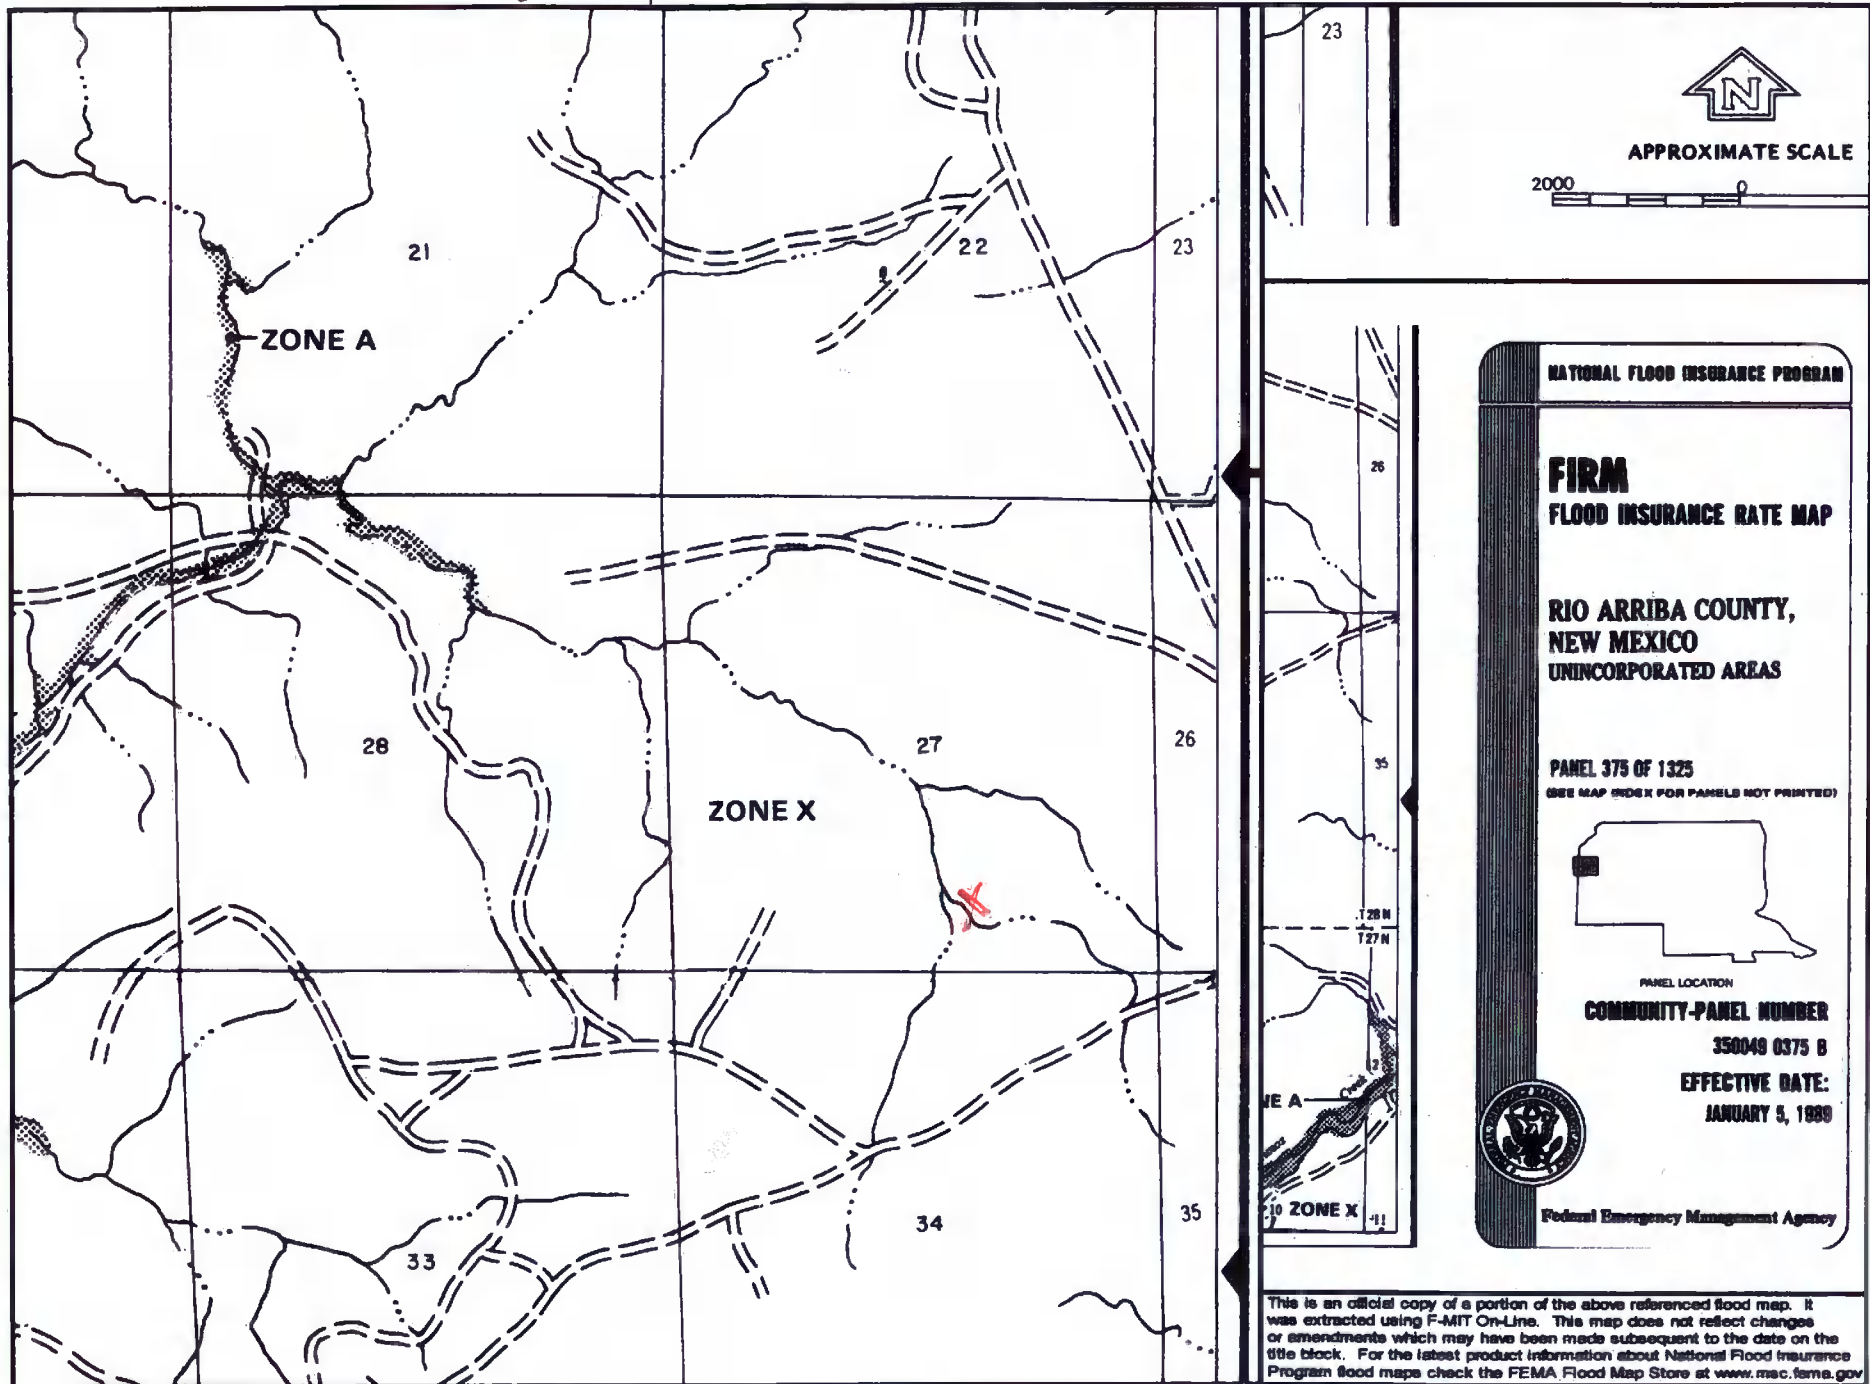 21
22
23
ZONE A
28
27
26
ZONE X
33
34
35
23
26
35
T28N
T27N
Creek
12
NE A
10 ZONE X
11
N
APPROXIMATE SCALE
2000 0
NATIONAL FLOOD INSURANCE PROGRAM
FIRM
FLOOD INSURANCE RATE MAP
RIO ARRIBA COUNTY,
NEW MEXICO
UNINCORPORATED AREAS
PANEL 375 OF 1325
(SEE MAP INDEX FOR PANELS NOT PRINTED)
PANEL LOCATION
COMMUNITY-PANEL NUMBER
350049 0375 B
EFFECTIVE DATE:
JANUARY 5, 1989
Federal Emergency Management Agency
This is an official copy of a portion of the above referenced flood map. It
was extracted using F-MIT On-Line. This map does not reflect changes
or amendments which may have been made subsequent to the date on the
title block. For the latest product information about National Flood Insurance
Program flood maps check the FEMA Flood Map Store at www.msc.fema.gov